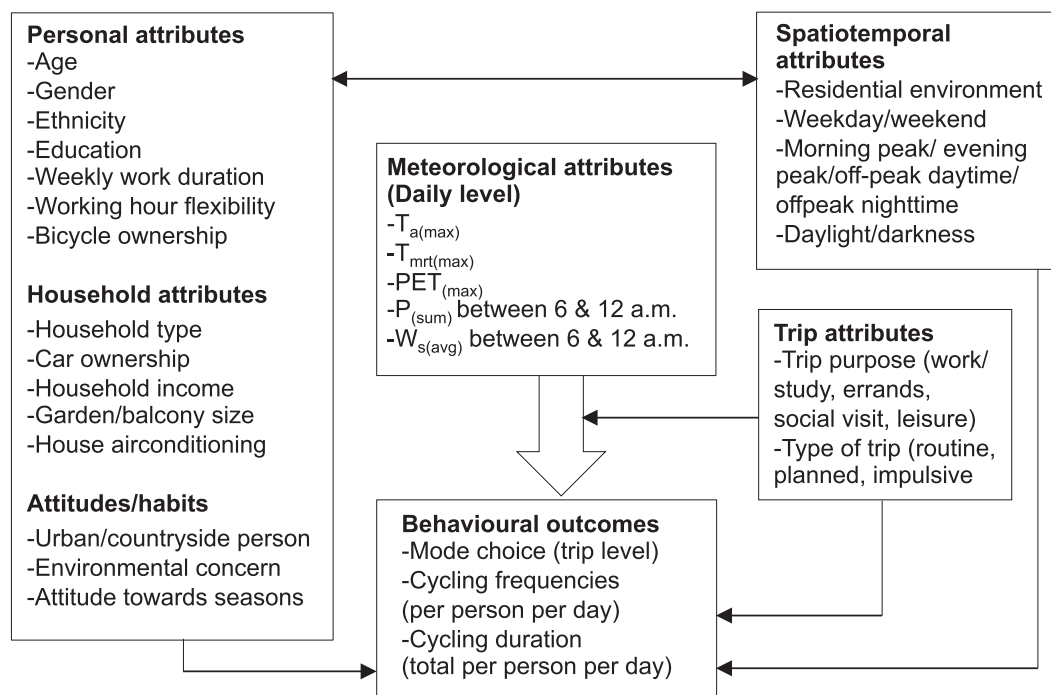 Personal attributes
-Age
-Gender
-Ethnicity
-Education
-Weekly work duration
-Working hour flexibility
-Bicycle ownership
Household attributes
-Household type
-Car ownership
-Household income
-Garden/balcony size
-House airconditioning
Attitudes/habits
-Urban/countryside person
-Environmental concern
-Attitude towards seasons
Meteorological attributes
(Daily level)
-Ta(max)
-Tmrt(max)
-PET(max)
-P(sum) between 6 & 12 a.m.
-Ws(avg) between 6 & 12 a.m.
Spatiotemporal
attributes
-Residential environment
-Weekday/weekend
-Morning peak/ evening
peak/off-peak daytime/
offpeak nighttime
-Daylight/darkness
Trip attributes
-Trip purpose (work/
study, errands,
social visit, leisure)
-Type of trip (routine,
planned, impulsive
Behavioural outcomes
-Mode choice (trip level)
-Cycling frequencies
(per person per day)
-Cycling duration
(total per person per day)